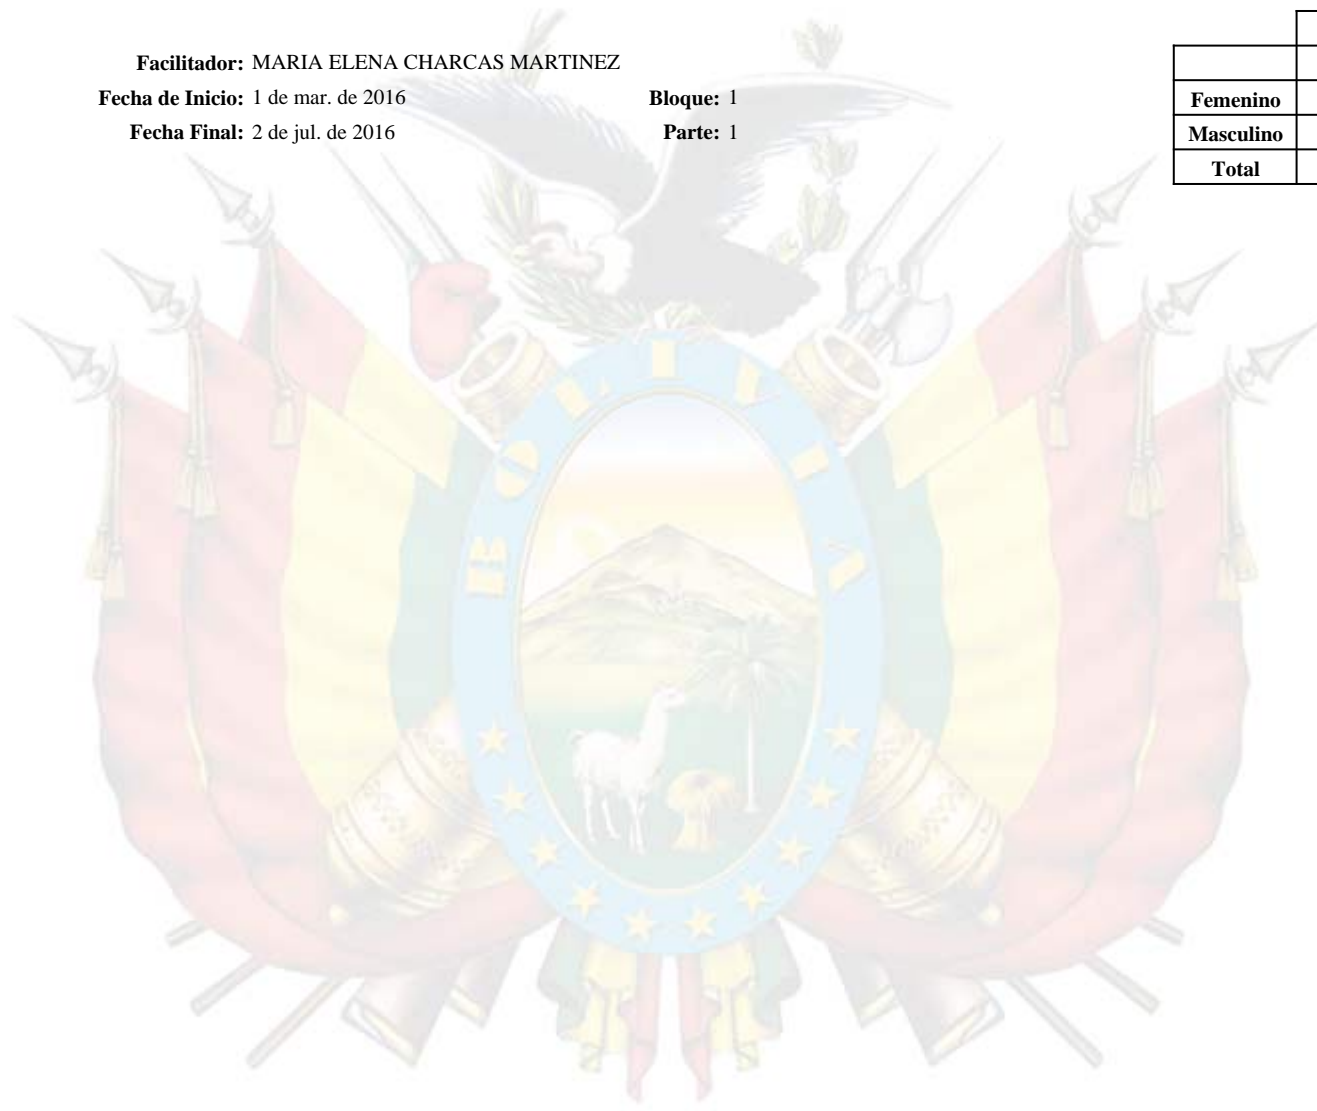 Facilitador: MARIA ELENA CHARCAS MARTINEZ
Fecha de Inicio: 1 de mar. de 2016 Bloque: 1
Femenino
Fecha Final: 2 de jul. de 2016 Parte: 1
Masculino
Total
BOLIVIA